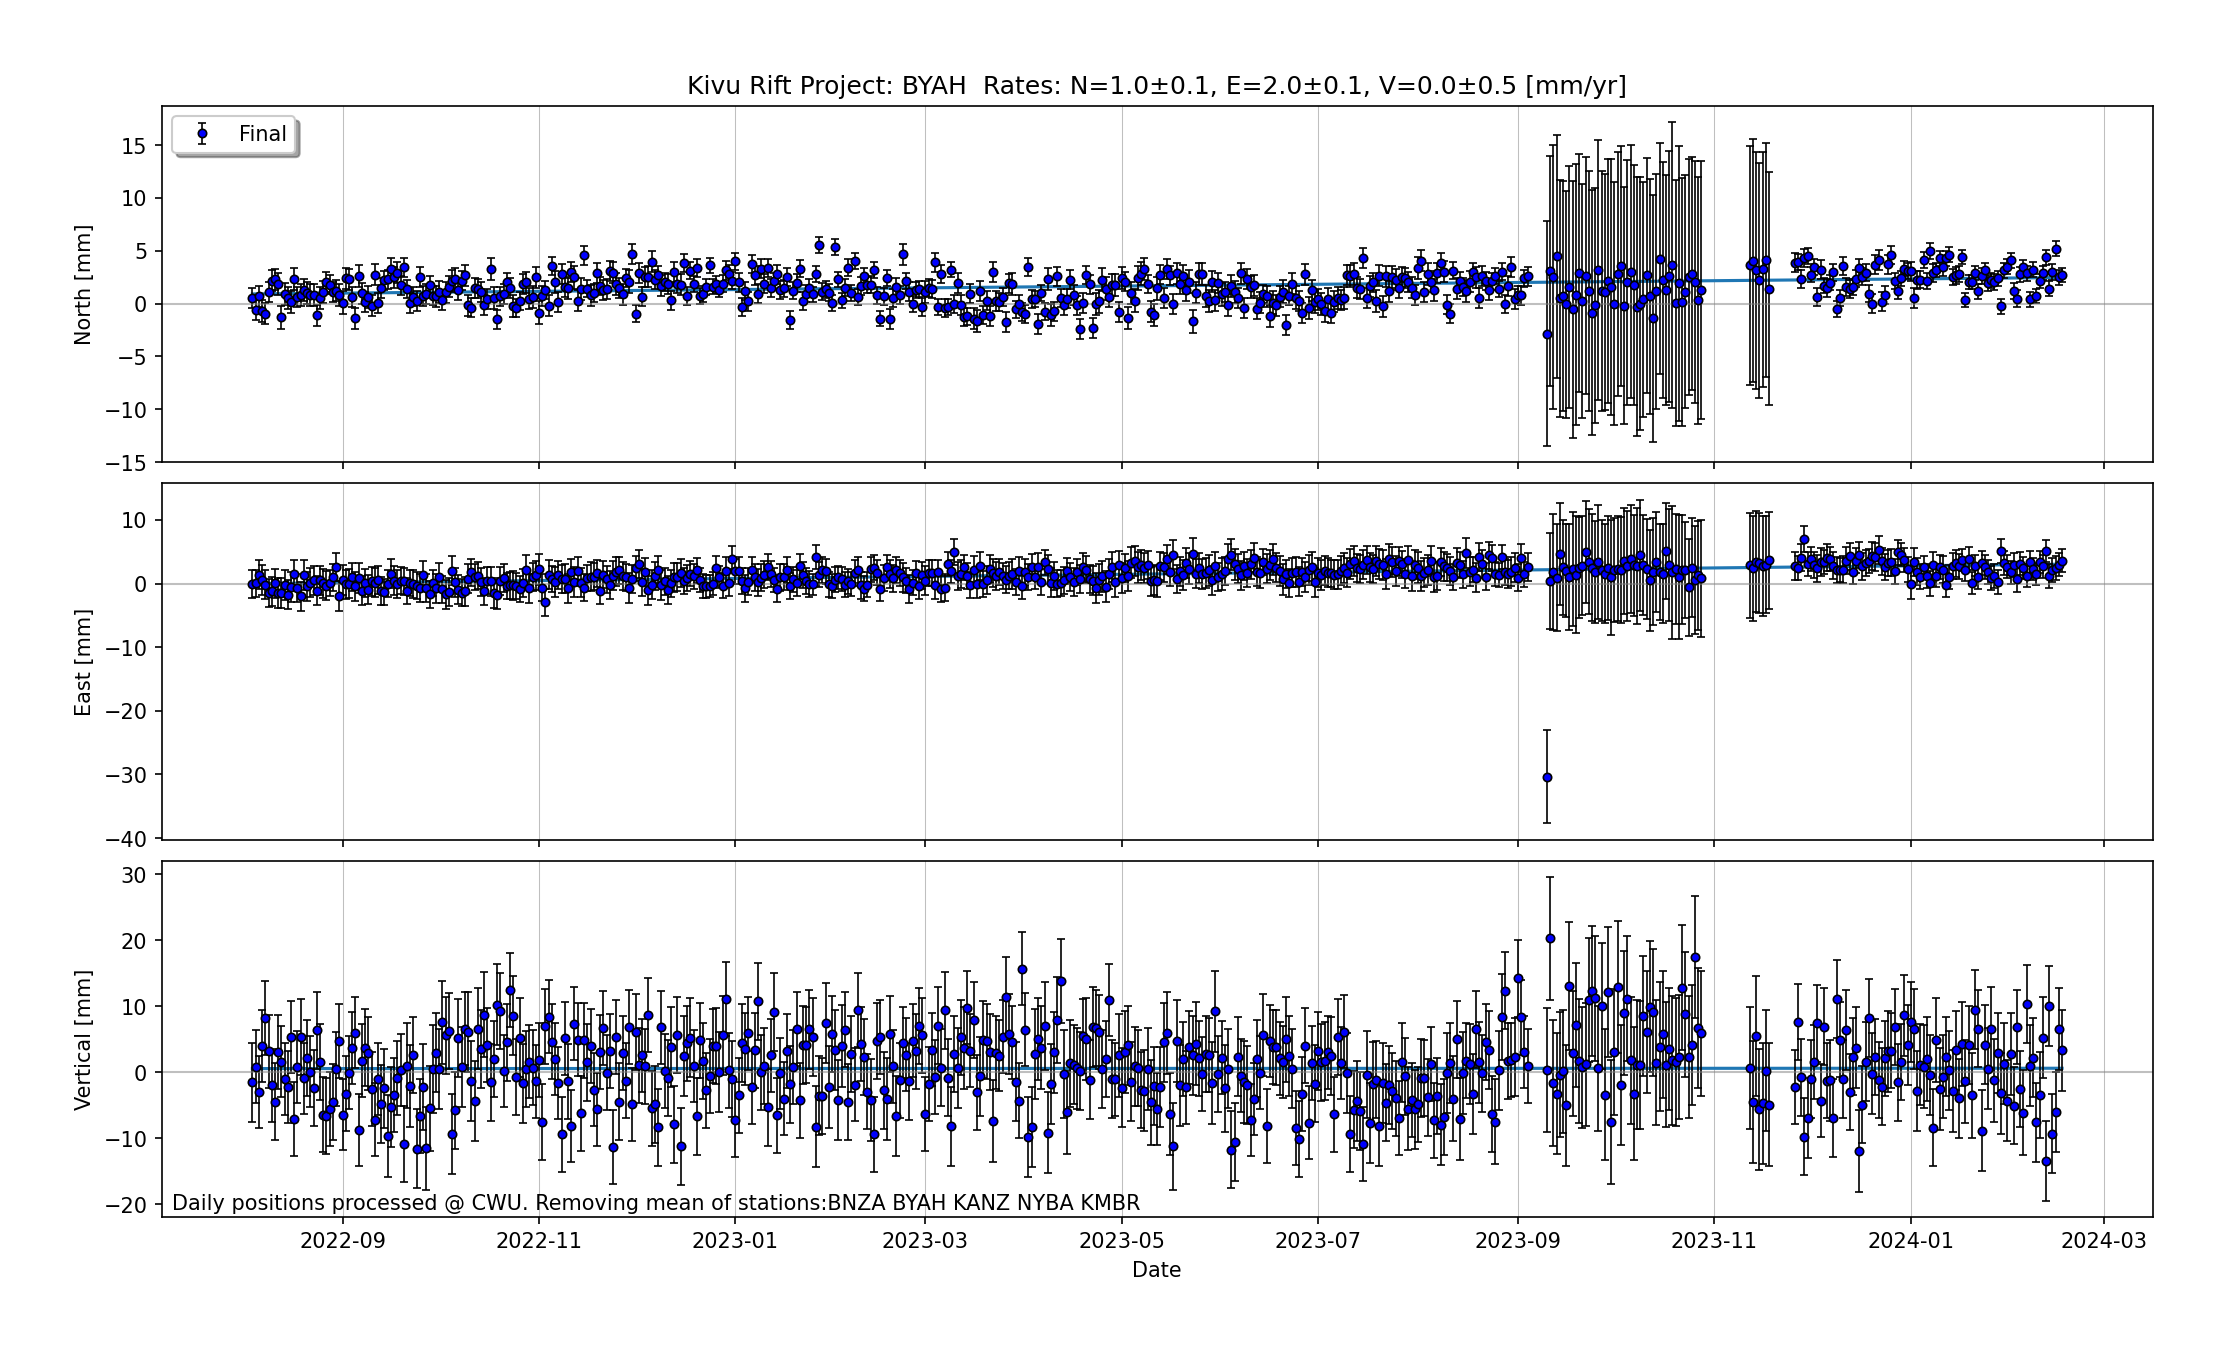 Kivu Rift Project: BYAH  Rates: N=1.0±0.1, E=2.0±0.1, V=0.0±0.5 [mm/yr]
Final
North [mm]
15
10
5
0
−5
−10
−15
East [mm]
10
0
−10
−20
−30
−40
Vertical [mm]
30
20
10
0
−10
−20
Daily positions processed @ CWU. Removing mean of stations:BNZA BYAH KANZ NYBA KMBR
2022-09 2022-11 2023-01 2023-03 2023-05 2023-07 2023-09 2023-11 2024-01 2024-03
Date